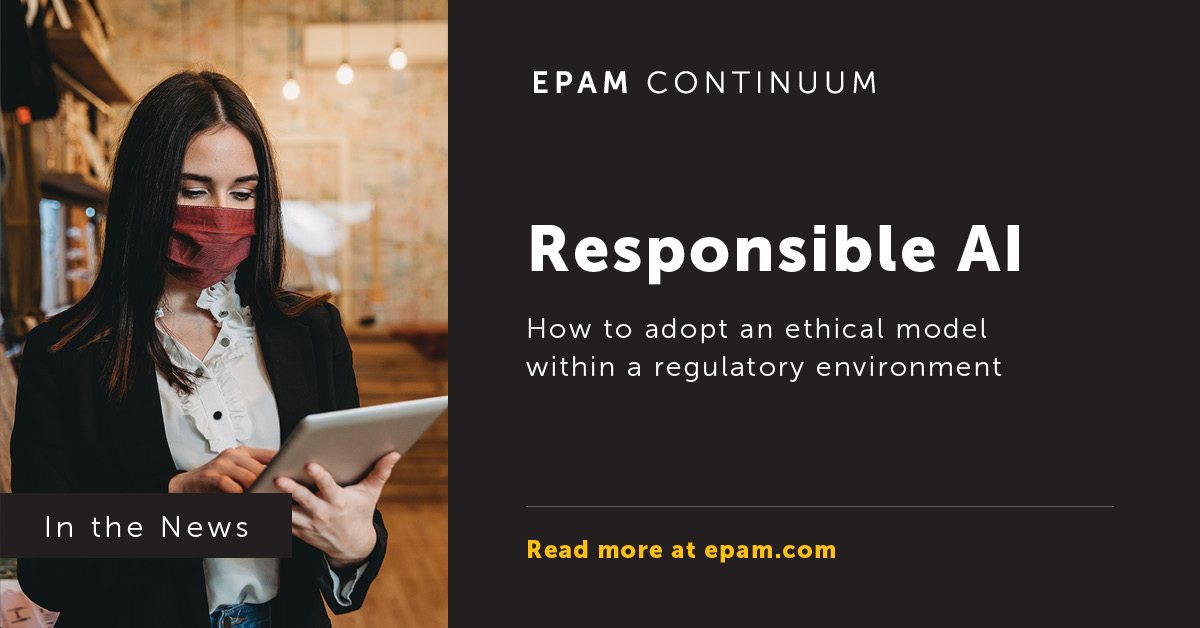 EPAM CONTINUUM
Responsible AI
How to adopt an ethical model
within a regulatory environment
In the News
Read more at epam.com